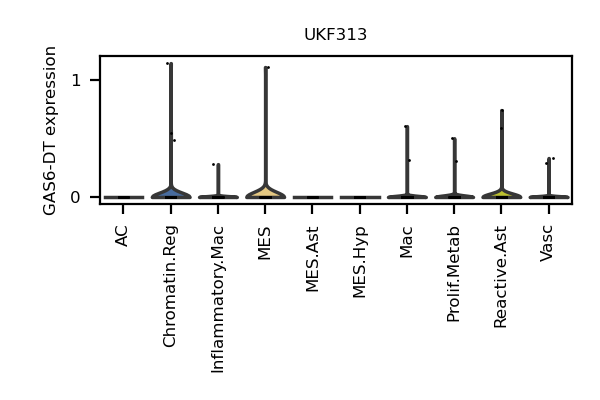 UKF313
GAS6-DT expression
1
0
AC
Chromatin.Reg
Inflammatory.Mac
MES
MES.Ast
MES.Hyp
Mac
Prolif.Metab
Reactive.Ast
Vasc